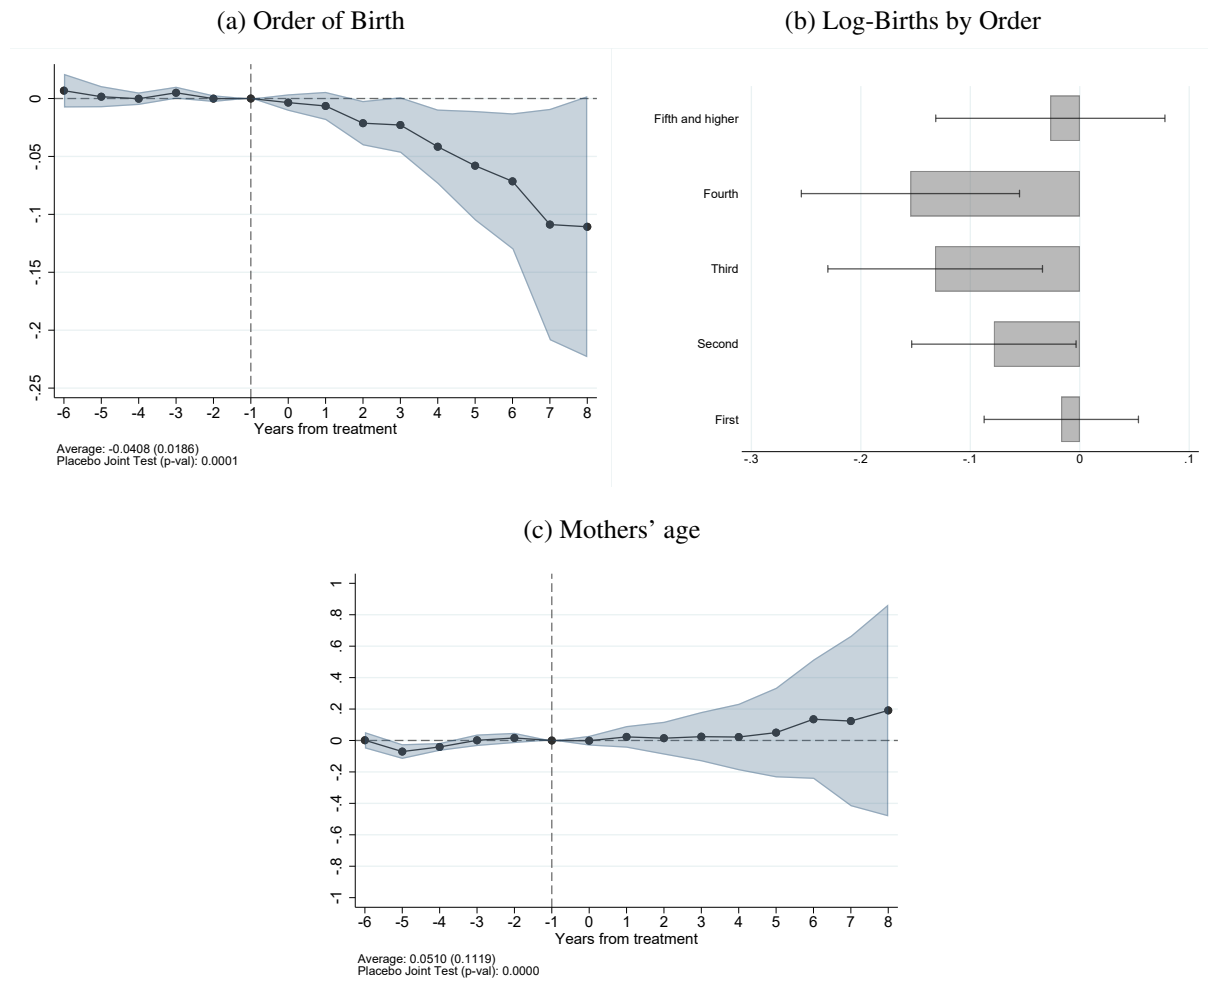 (a) Order of Birth
0
-.05
-.1
-.15
-.2
-.25
-6 -5 -4 -3 -2 -1 0 1 2 3 4 5 6 7 8
Years from treatment
Average: -0.0408 (0.0186)
Placebo Joint Test (p-val): 0.0001
(b) Log-Births by Order
Fifth and higher
Fourth
Third
Second
First
-.3 -.2 -.1 0 .1
(c) Mothers' age
1
.8
.6
.4
.2
0
-.2
-.4
-.6
-.8
-1
-6 -5 -4 -3 -2 -1 0 1 2 3 4 5 6 7 8
Years from treatment
Average: 0.0510 (0.1119)
Placebo Joint Test (p-val): 0.0000